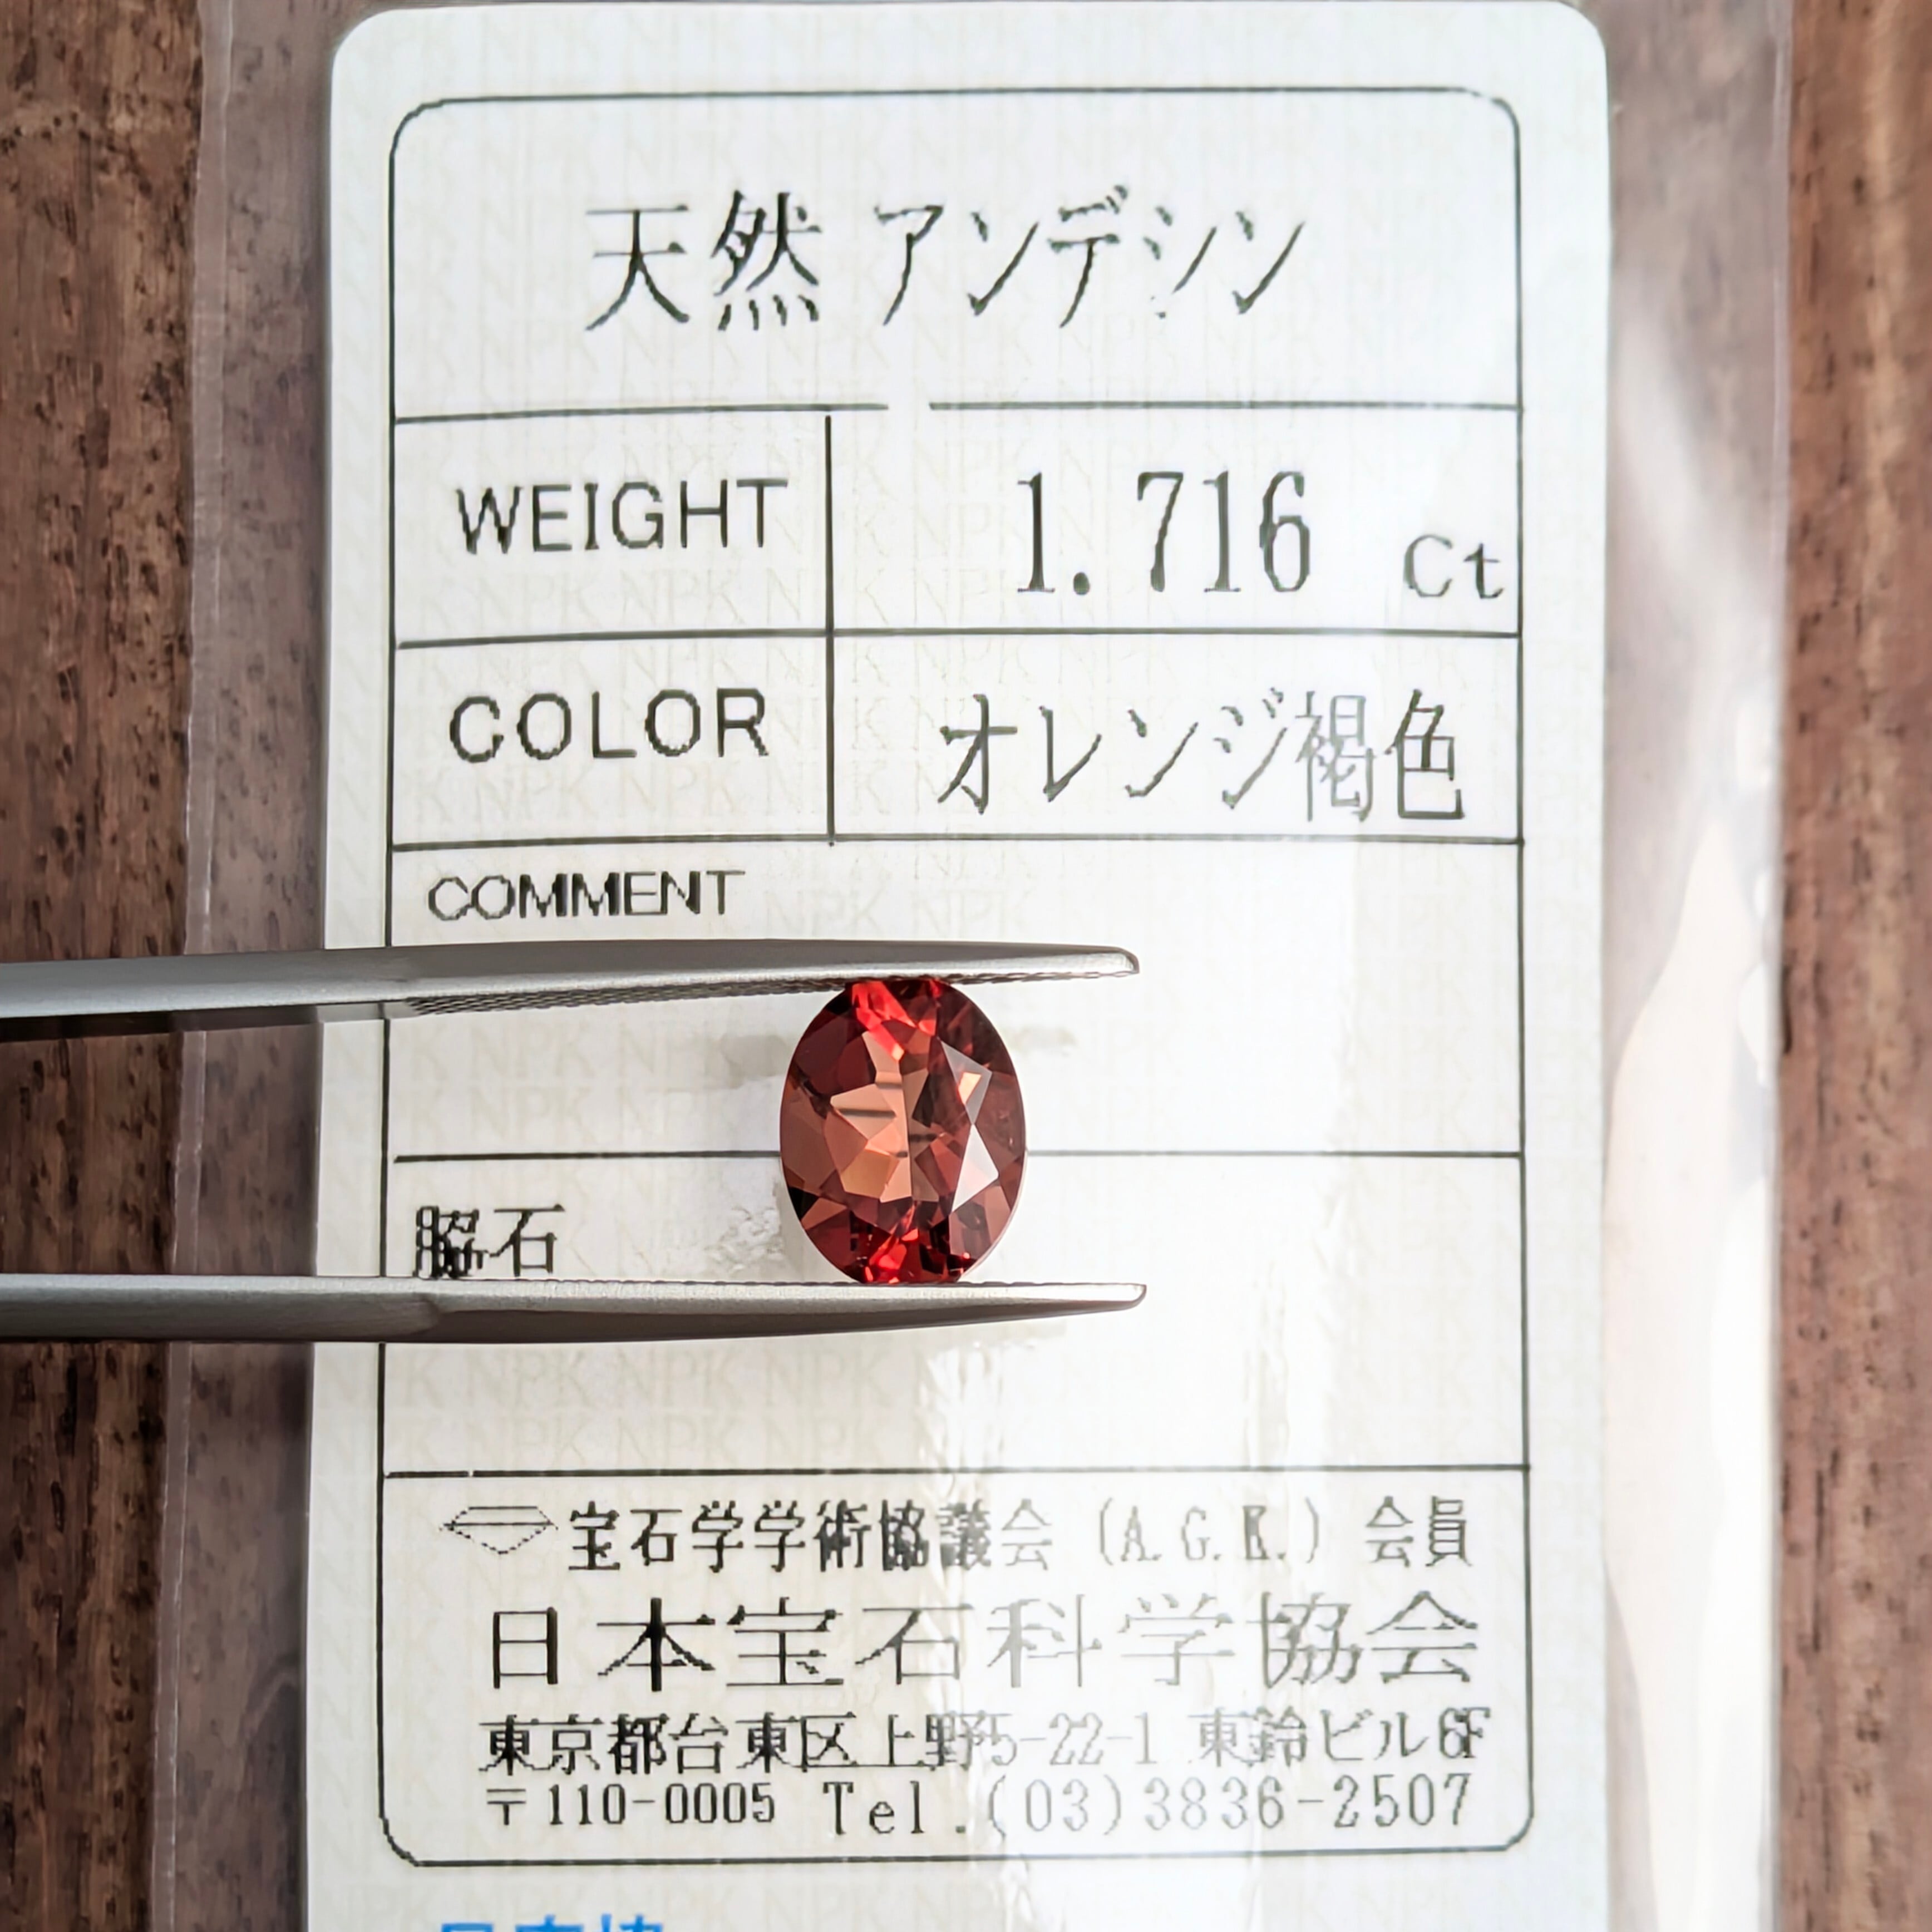 天然 アンデシン
WEIGHT 1.716 Ct
COLOR オレンジ褐色
COMMENT
脇石
宝石学学術協議会 (A.G.K.) 会員
日本宝石科学協会
東京都台東区上野5-22-1 東鈴ビル6F
〒110-0005 Tel.(03)3836-2507